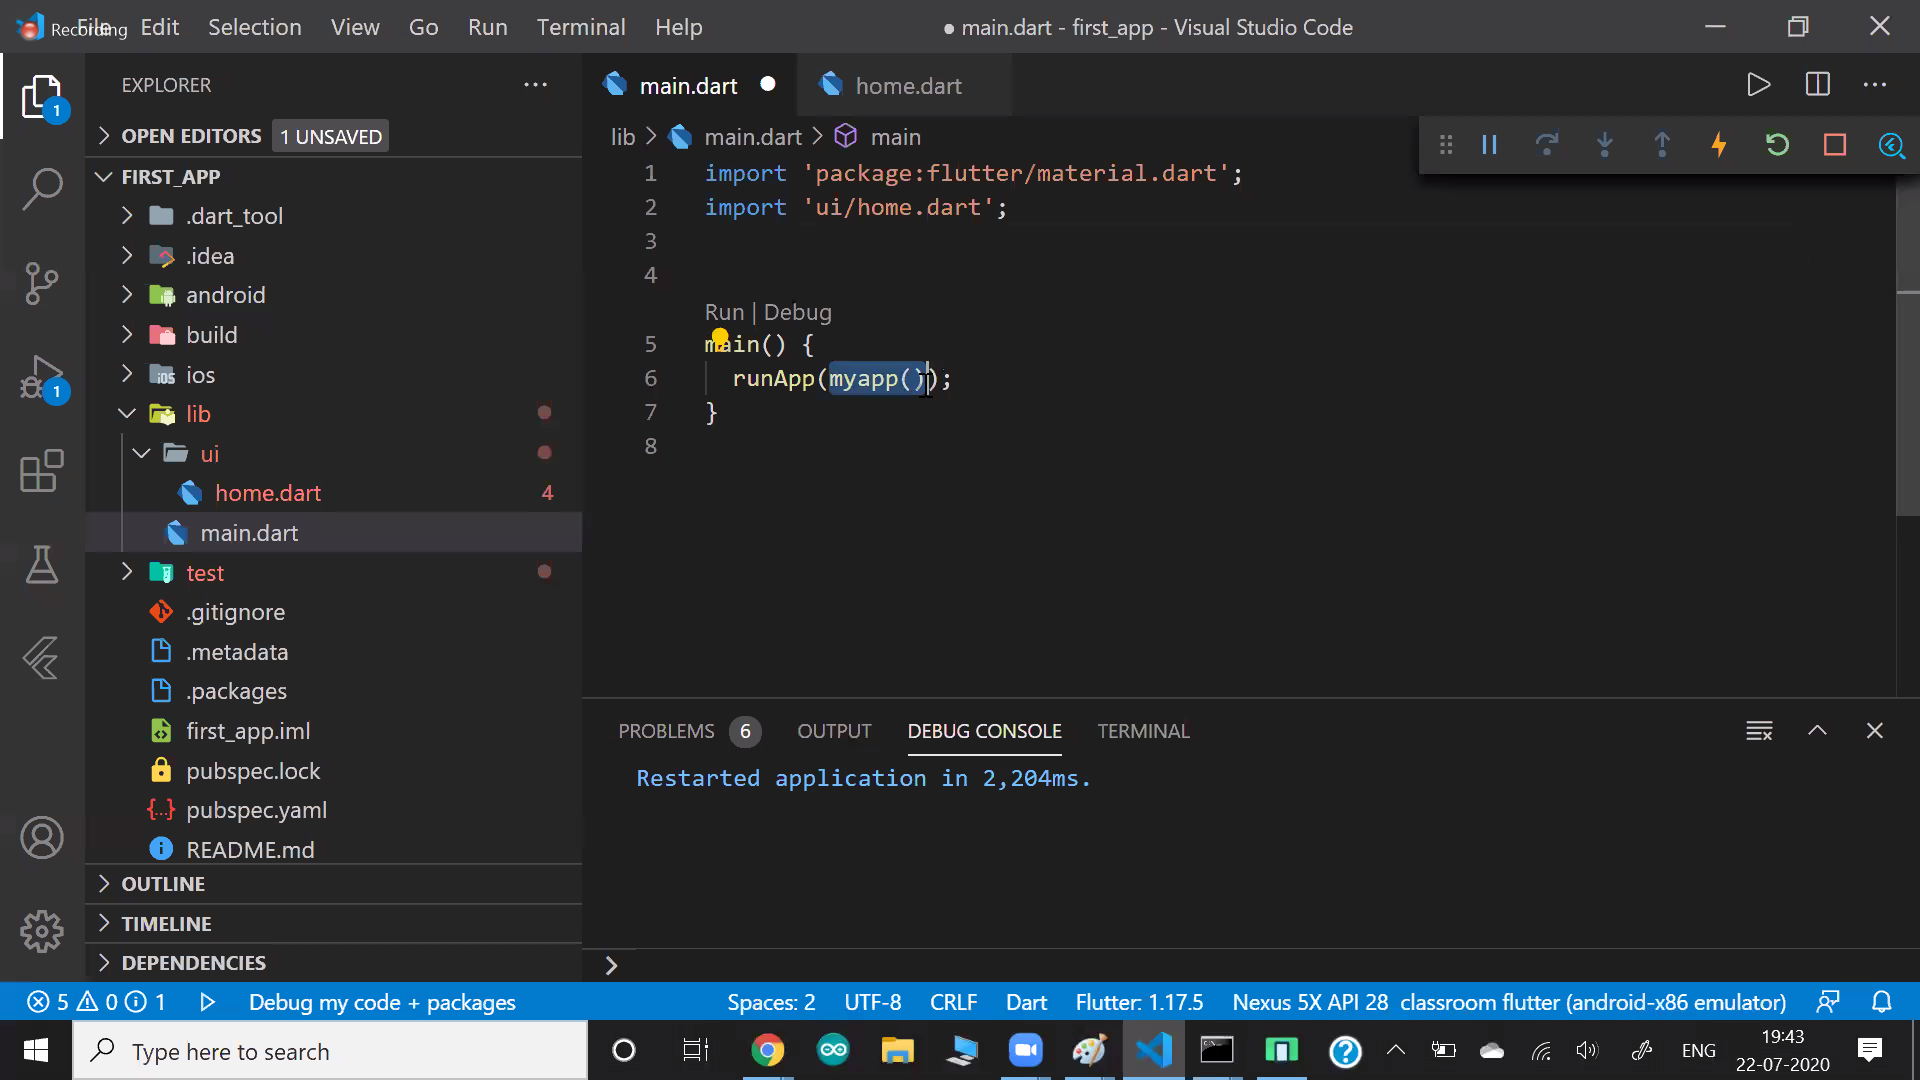 Recording
File Edit Selection View Go Run Terminal Help
● main.dart - first_app - Visual Studio Code
EXPLORER
OPEN EDITORS 1 UNSAVED
FIRST_APP
.dart_tool
.idea
android
build
ios
lib
ui
home.dart 4
main.dart
test
.gitignore
.metadata
.packages
first_app.iml
pubspec.lock
pubspec.yaml
README.md
OUTLINE
TIMELINE
DEPENDENCIES
1
1
main.dart ● home.dart
lib > main.dart > main
1 import 'package:flutter/material.dart';
2 import 'ui/home.dart';
3
4
Run | Debug
5 main() {
6 runApp(myapp());
7 }
8
PROBLEMS 6 OUTPUT DEBUG CONSOLE TERMINAL
Restarted application in 2,204ms.
>
5 0 1 Debug my code + packages Spaces: 2 UTF-8 CRLF Dart Flutter: 1.17.5 Nexus 5X API 28 classroom flutter (android-x86 emulator)
Type here to search
ENG
19:43
22-07-2020